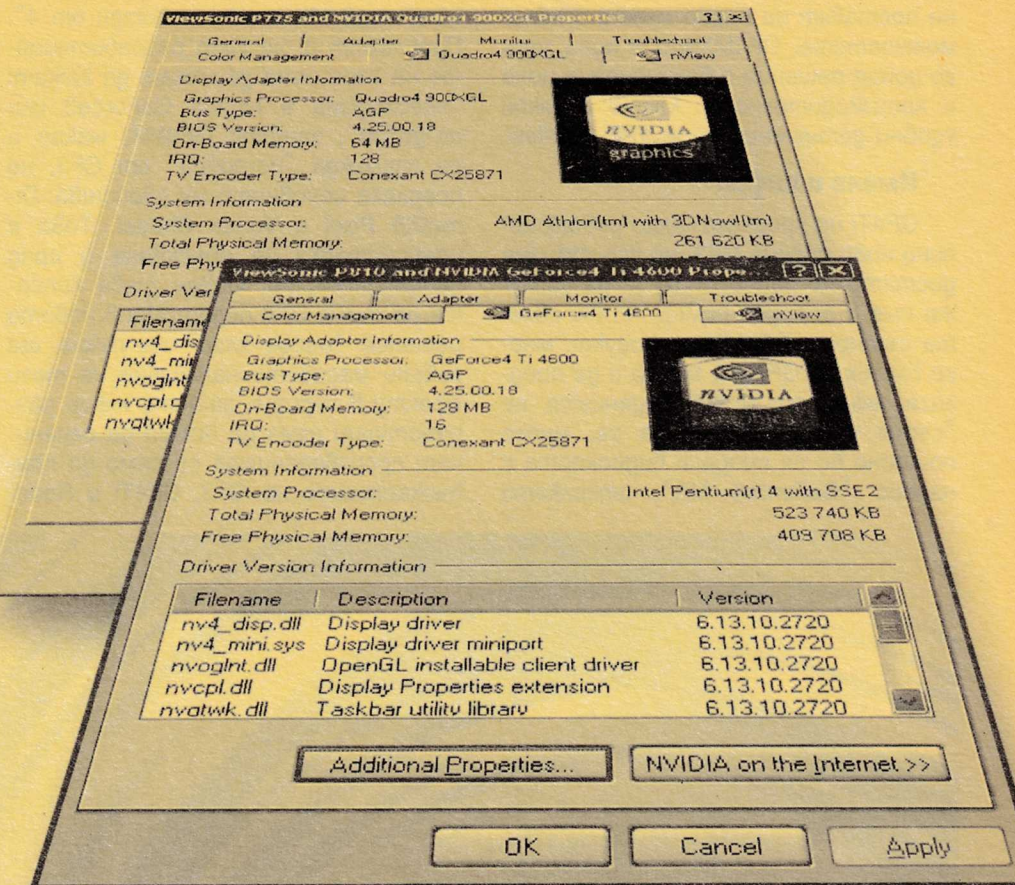 ViewSonic P775 and NVIDIA Quadro4 900XGL Properties
General Adapter Monitor Troubleshoot
Color Management Quadro4 900XGL nView
Display Adapter Information
Graphics Processor: Quadro4 900XGL
Bus Type: AGP
BIOS Version: 4.25.00.18
On-Board Memory: 64 MB
IRQ: 128
TV Encoder Type: Conexant CX25871
NVIDIA
graphics
System Information
System Processor: AMD Athlon(tm) with 3DNow!(tm)
Total Physical Memory: 261 620 KB
Free Phys
Driver Ver
Filename
nv4_dis
nv4_mi
nvoglnt
nvcpl.d
nvqtwk
ViewSonic P810 and NVIDIA GeForce4 Ti 4600 Prope...
General Adapter Monitor Troubleshoot
Color Management GeForce4 Ti 4600 nView
Display Adapter Information
Graphics Processor: GeForce4 Ti 4600
Bus Type: AGP
BIOS Version: 4.25.00.18
On-Board Memory: 128 MB
IRQ: 16
TV Encoder Type: Conexant CX25871
NVIDIA
System Information
System Processor: Intel Pentium(r) 4 with SSE2
Total Physical Memory: 523 740 KB
Free Physical Memory: 409 708 KB
Driver Version Information
Filename Description Version
nv4_disp.dll Display driver 6.13.10.2720
nv4_mini.sys Display driver miniport 6.13.10.2720
nvoglnt.dll OpenGL installable client driver 6.13.10.2720
nvcpl.dll Display Properties extension 6.13.10.2720
nvqtwk.dll Taskbar utility library 6.13.10.2720
Additional Properties... NVIDIA on the Internet >>
OK Cancel Apply